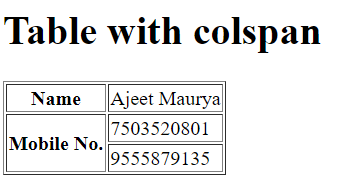 Table with colspan
Name Ajeet Maurya
Mobile No. 7503520801
9555879135